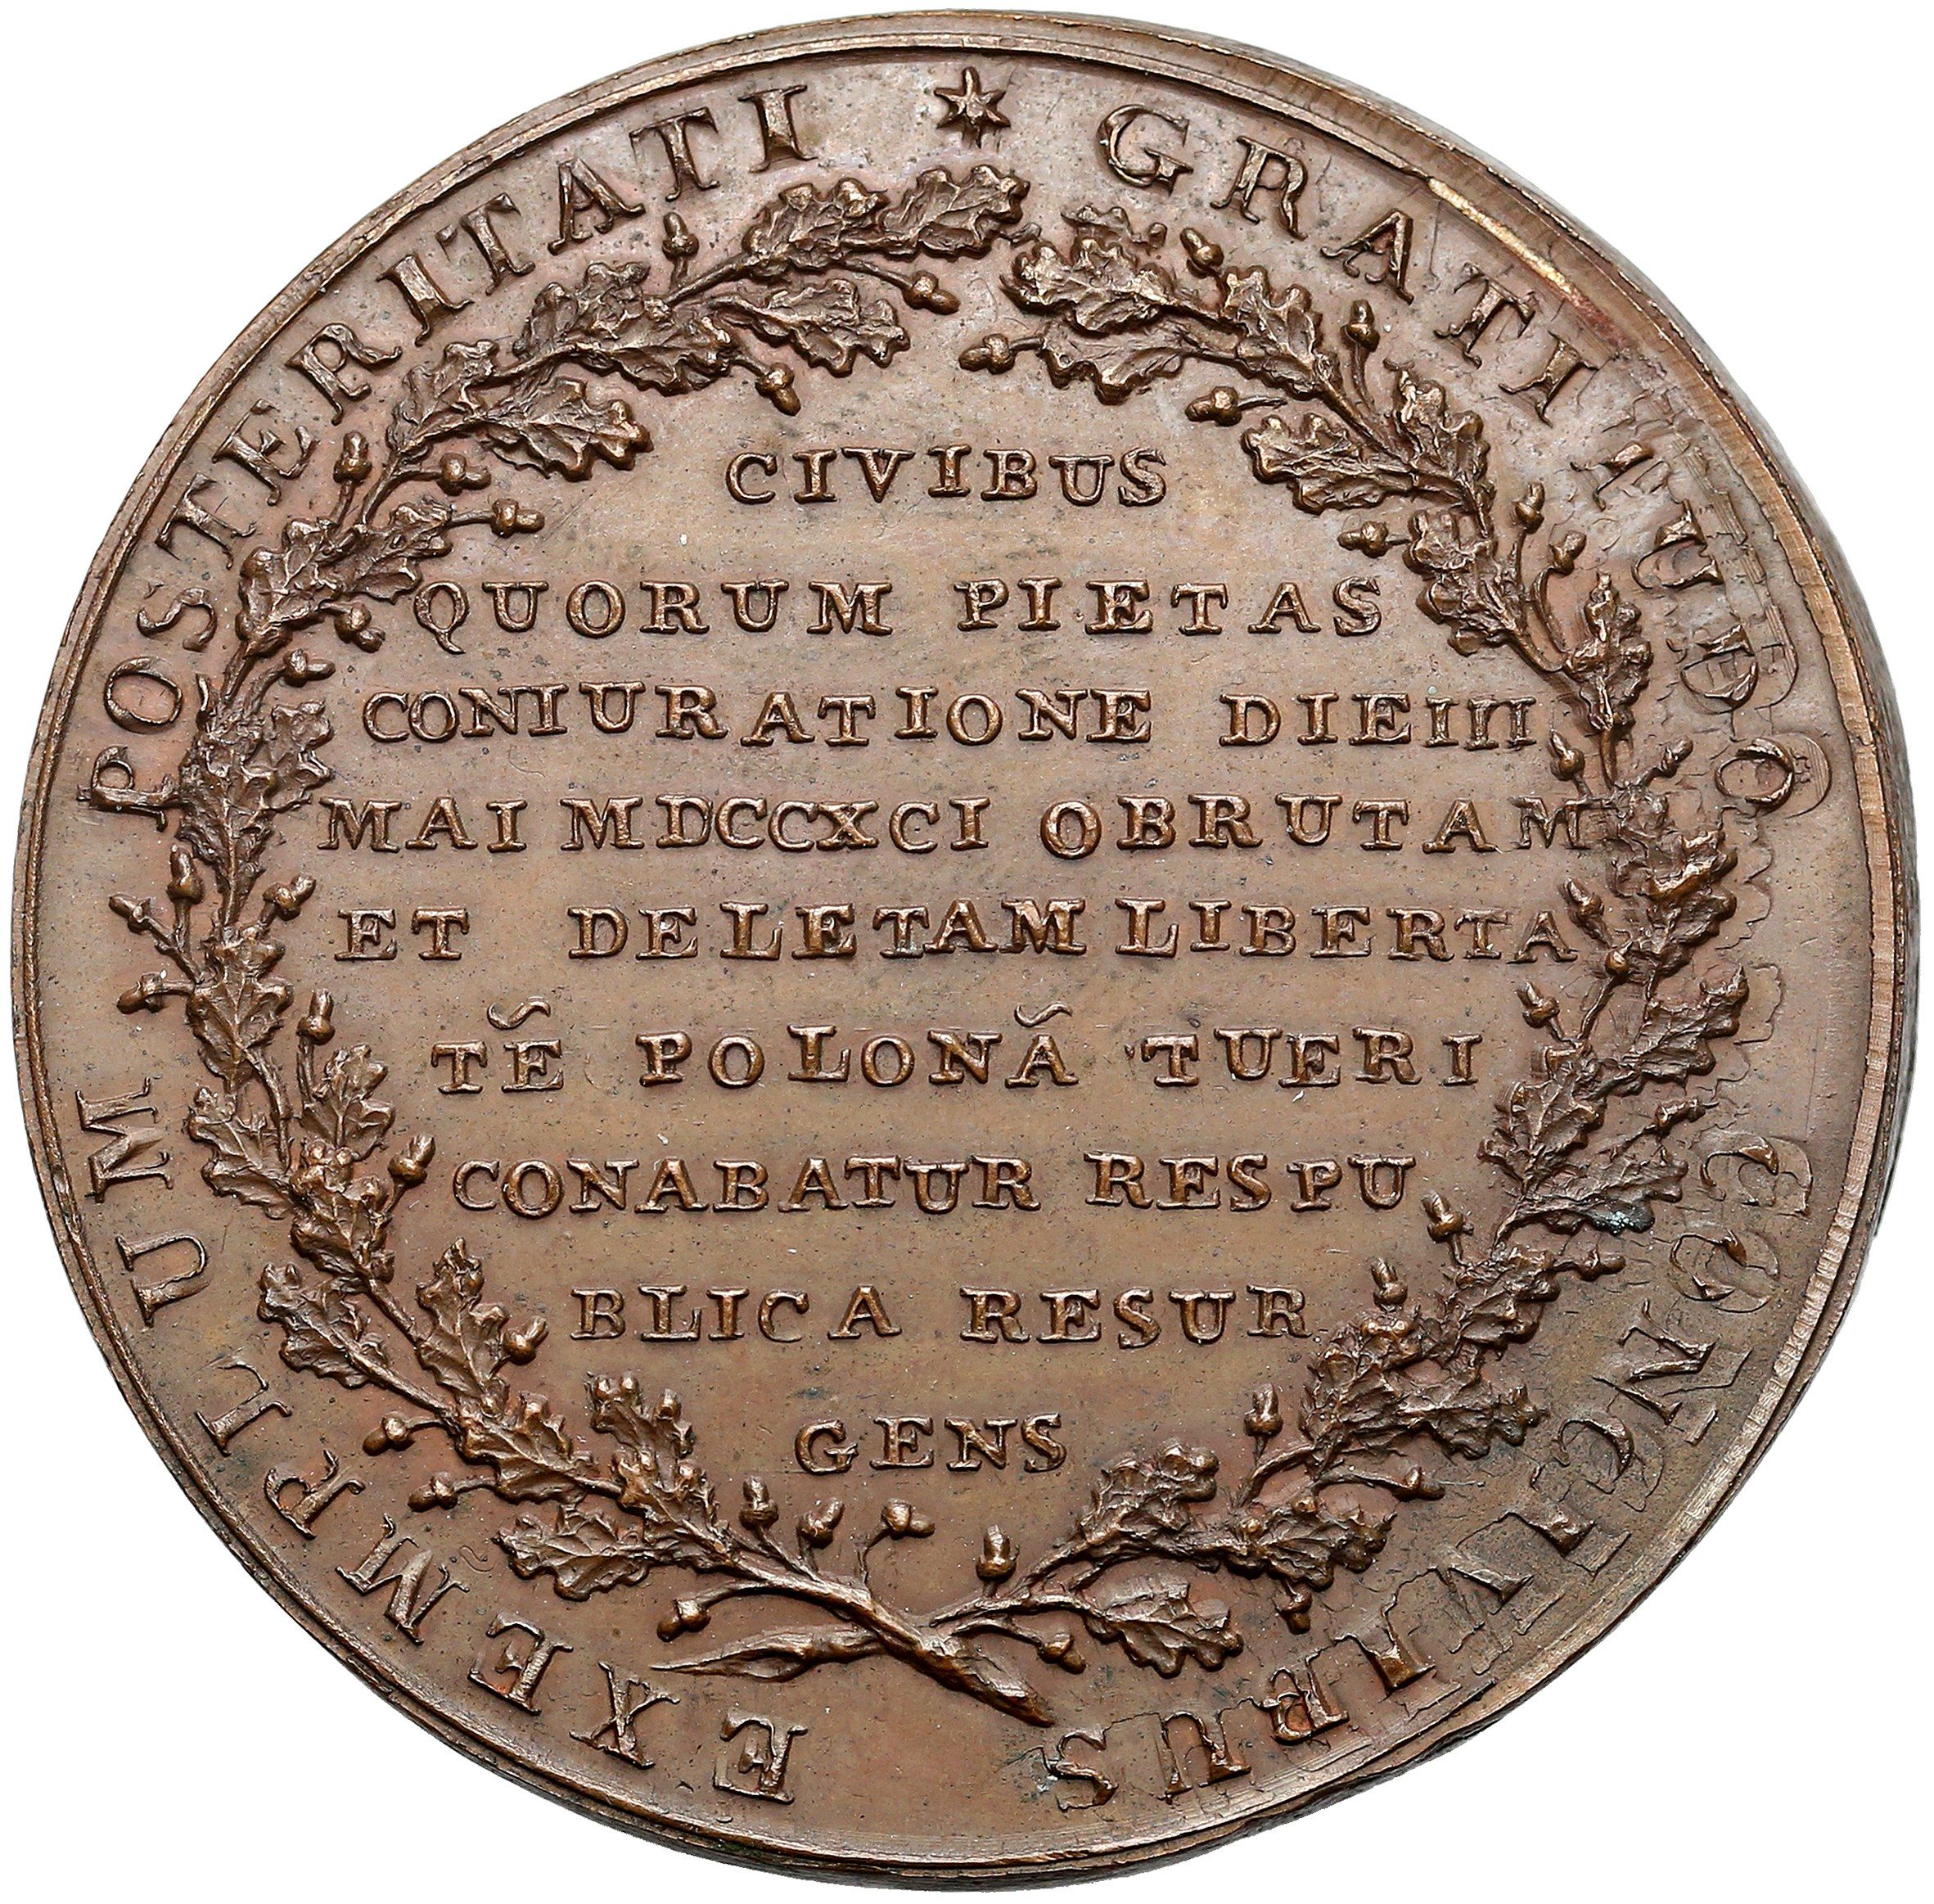 GRATITUDO CONCIVIRUS EXEMPLUM POSTERITATI
CIVIBUS
QUORUM PIETAS
CONIURATIONE DIEIII
MAI MDCCXCI OBRUTAM
ET DELETAM LIBERTA
TẼ POLONÃ TUERI
CONABATUR RESPU
BLICA RESUR
GENS